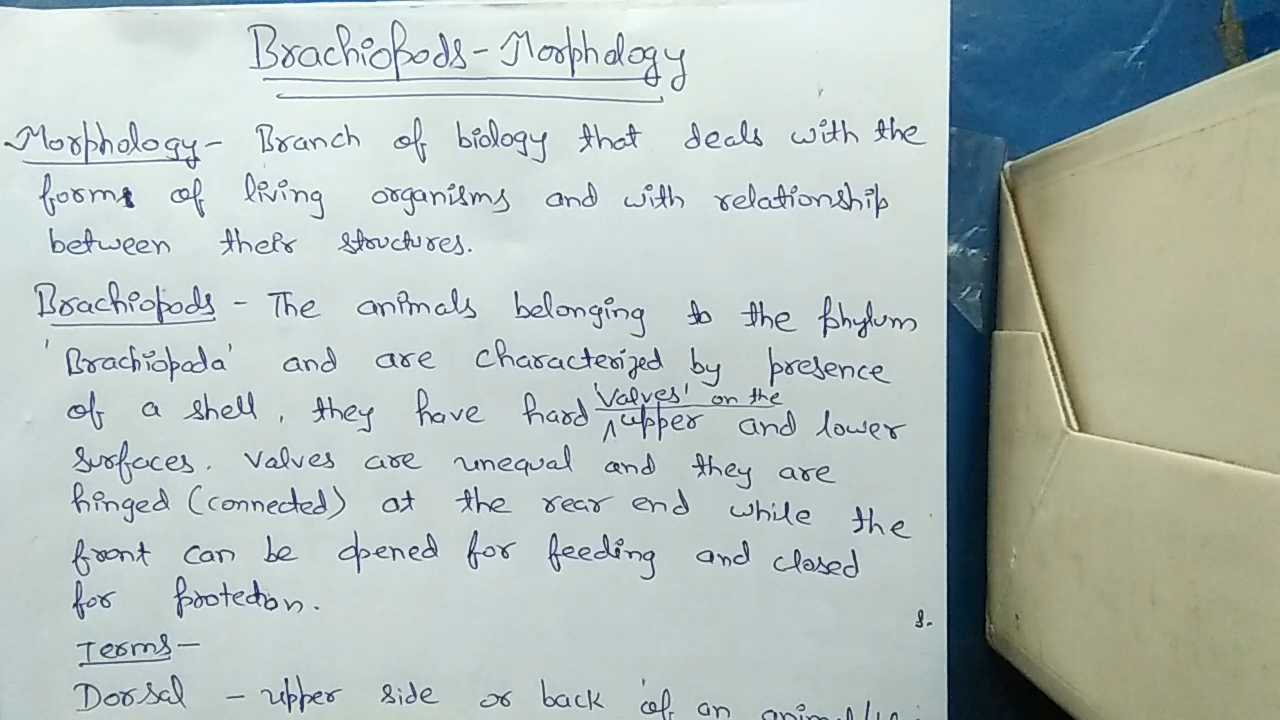 Brachiopods - Morphology
Morphology - Branch of biology that deals with the
forms of living organisms and with relationship
between their structures.
Brachiopods - The animals belonging to the phylum
'Brachiopoda' and are characterized by presence
of a shell, they have hard 'valves' on the upper and lower
surfaces. Valves are unequal and they are
hinged (connected) at the rear end while the
front can be opened for feeding and closed
for protection.
Terms -
Dorsal - upper side or back of an